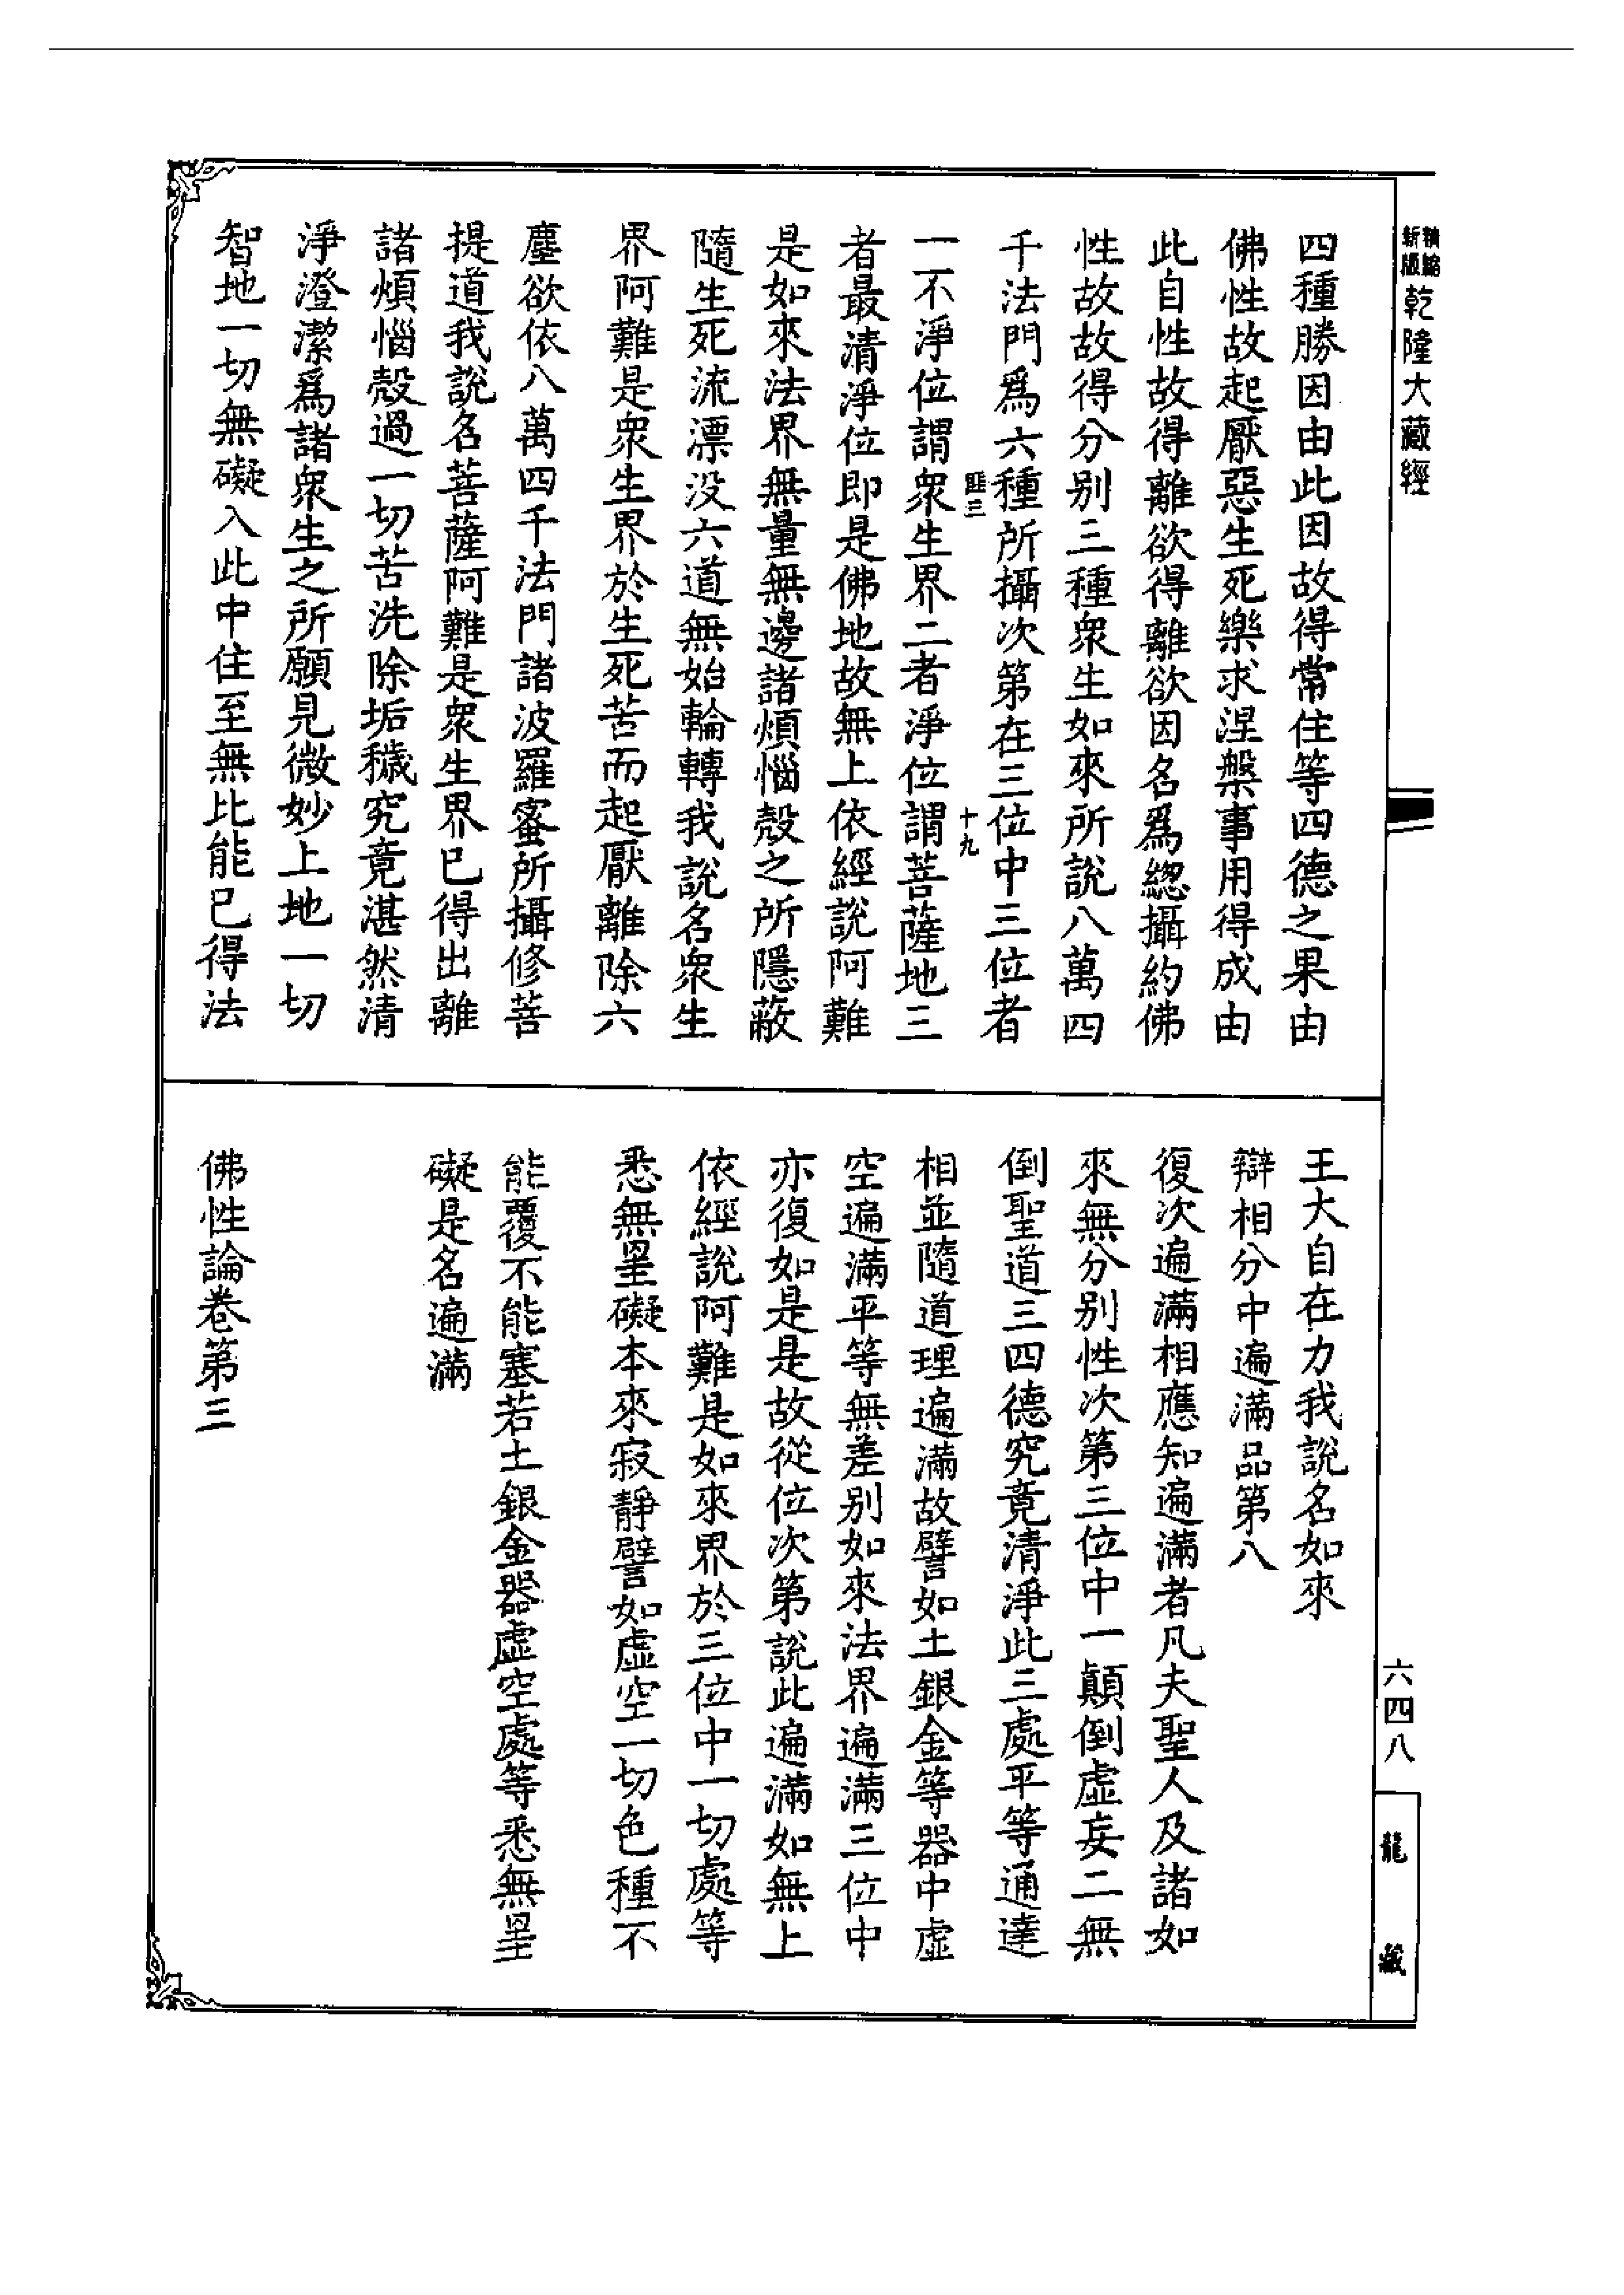 精縮新版乾隆大藏經
四種勝因由此因故得常住等四德之果由
佛性故起厭惡生死樂求涅槃事用得成由
此自性故得離欲得離欲因名爲總攝約佛
性故故得分别三種衆生如來所說八萬四
千法門爲六種所攝次第在三位中三位者
十九
一不淨位謂衆生界二者淨位謂菩薩地三
者最清淨位即是佛地故無上依經說阿難
是如來法界無量無邊諸煩惱殼之所隱蔽
隨生死流漂没六道無始輪轉我說名衆生
界阿難是衆生界於生死苦而起厭離除六
塵欲依八萬四千法門諸波羅蜜所攝修菩
提道我說名菩薩阿難是衆生界已得出離
諸煩惱殼過一切苦洗除垢穢究竟湛然清
淨澄潔爲諸衆生之所願見微妙上地一切
智地一切無礙入此中住至無比能已得法
王大自在力我說名如來
辯相分中遍滿品第八
復次遍滿相應知遍滿者凡夫聖人及諸如
來無分别性次第三位中一顛倒虛妄二無
倒聖道三四德究竟清淨此三處平等通達
相並隨道理遍滿故譬如土銀金等器中虛
空遍滿平等無差别如來法界遍滿三位中
亦復如是是故從位次第說此遍滿如無上
依經說阿難是如來界於三位中一切處等
悉無罣礙本來寂靜譬如虛空一切色種不
能覆不能塞若土銀金器虛空處等悉無罣
礙是名遍滿
佛性論卷第三
六四八
龍藏